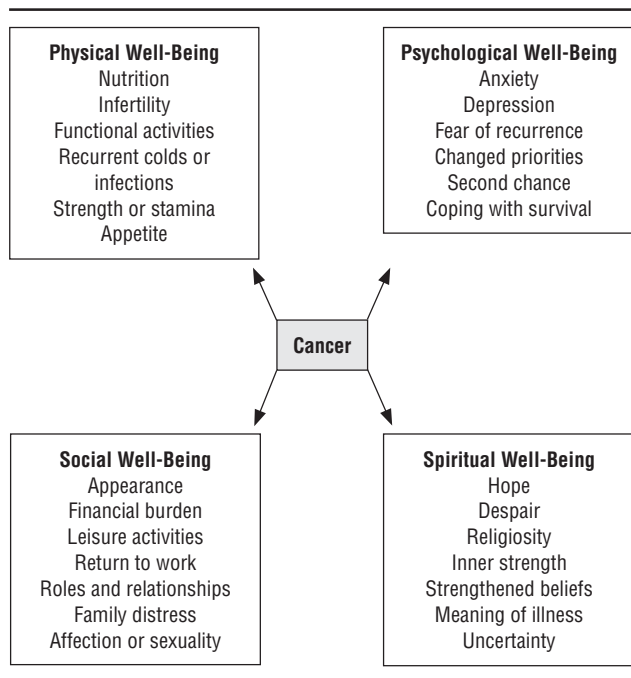 Physical Well-Being
Nutrition
Infertility
Functional activities
Recurrent colds or
infections
Strength or stamina
Appetite
Psychological Well-Being
Anxiety
Depression
Fear of recurrence
Changed priorities
Second chance
Coping with survival
Cancer
Social Well-Being
Appearance
Financial burden
Leisure activities
Return to work
Roles and relationships
Family distress
Affection or sexuality
Spiritual Well-Being
Hope
Despair
Religiosity
Inner strength
Strengthened beliefs
Meaning of illness
Uncertainty